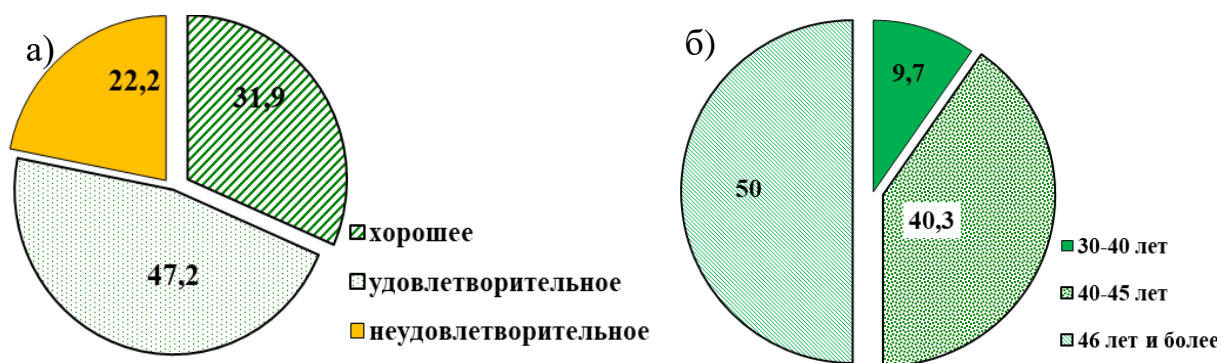 а)
22,2
31,9
47,2
хорошее
удовлетворительное
неудовлетворительное
б)
9,7
50
40,3
30-40 лет
40-45 лет
46 лет и более